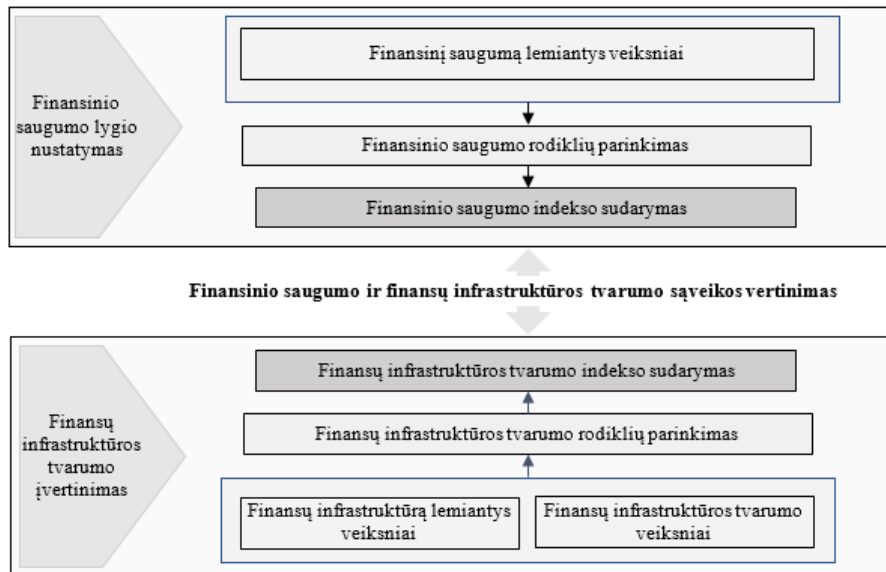 Finansinio
saugumo lygio
nustatymas
Finansinį saugumą lemiantys veiksniai
Finansinio saugumo rodiklių parinkimas
Finansinio saugumo indekso sudarymas
Finansinio saugumo ir finansų infrastruktūros tvarumo sąveikos vertinimas
Finansų
infrastruktūros
tvarumo
įvertinimas
Finansų infrastruktūros tvarumo indekso sudarymas
Finansų infrastruktūros tvarumo rodiklių parinkimas
Finansų infrastruktūrą lemiantys
veiksniai
Finansų infrastruktūros tvarumo
veiksniai